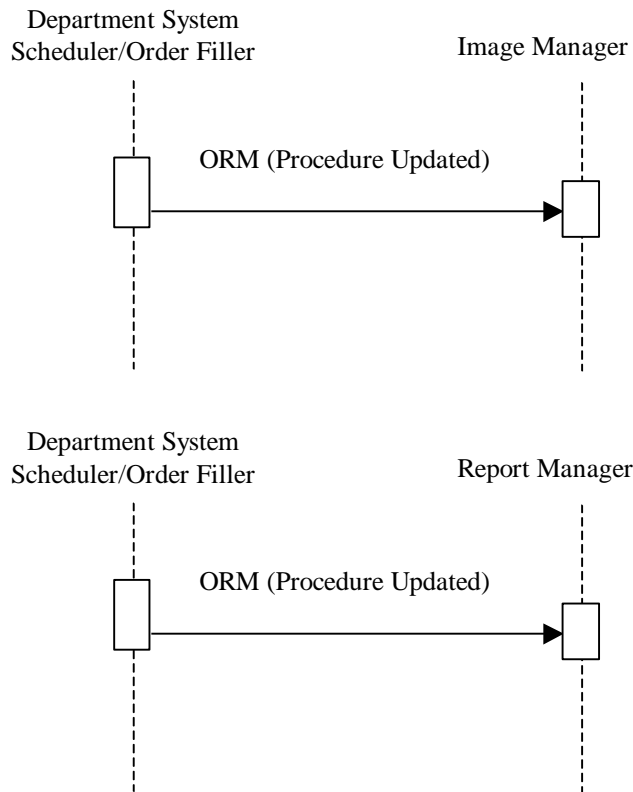 Department System
Scheduler/Order Filler
Image Manager
ORM (Procedure Updated)
Department System
Scheduler/Order Filler
Report Manager
ORM (Procedure Updated)